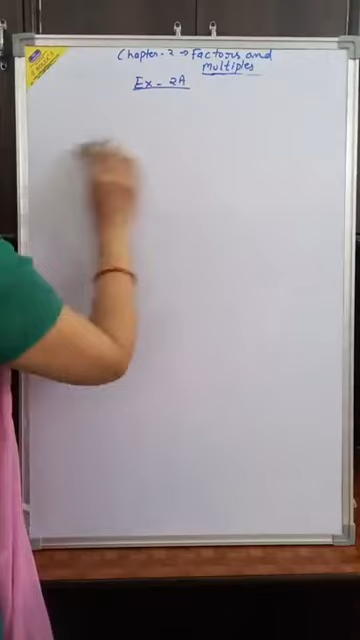 Chapter-2 → Factors and
Multiples
Ex-2A